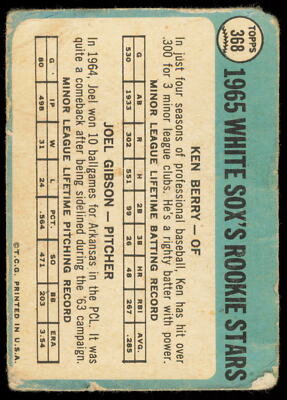 TOPPS
368
1965 WHITE SOX'S ROOKIE STARS
KEN BERRY—OF
In just four seasons of professional baseball, Ken has hit over
.300 for 3 minor league clubs. He's a righty batter with power.
MINOR LEAGUE LIFETIME BATTING RECORD
G AB R H 2B 3B HR RBI AVG.
530 1933 302 551 99 26 48 267 .285
JOEL GIBSON—PITCHER
In 1964, Joel won 10 ballgames for Arkansas in the PCL. It was
quite a comeback after being sidelined during the '63 campaign.
MINOR LEAGUE LIFETIME PITCHING RECORD
G IP W L PCT. SO BB ERA
80 498 31 24 .564 471 203 3.54
©T.C.G. PRINTED IN U.S.A.